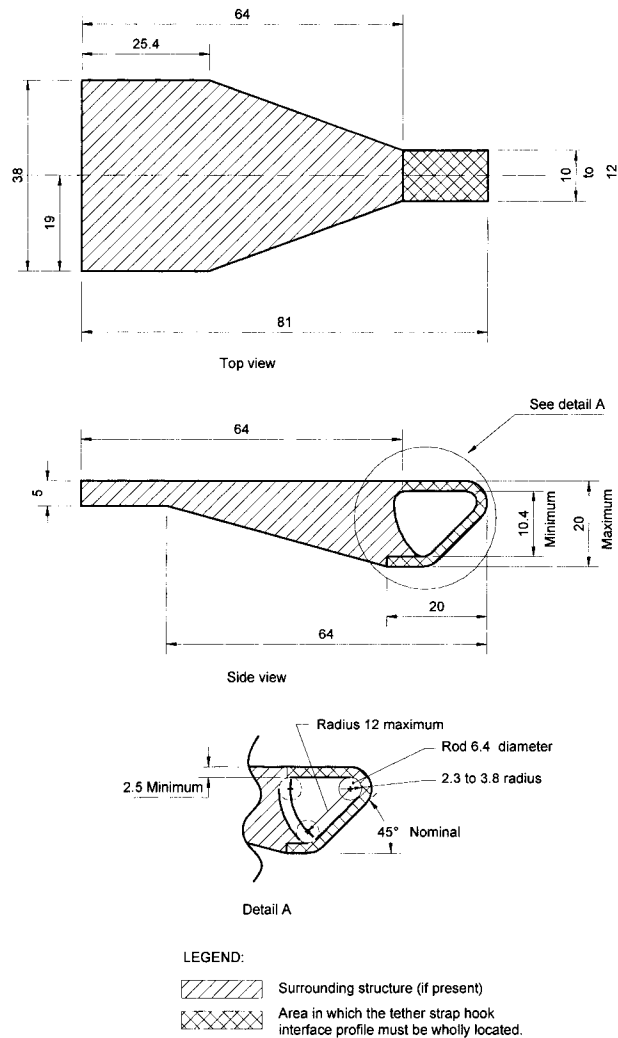 64
25.4
38
19
10
to
12
81
Top view
See detail A
64
5
10.4
Minimum
20
Maximum
20
64
Side view
Radius 12 maximum
Rod 6.4 diameter
2.5 Minimum
2.3 to 3.8 radius
45° Nominal
Detail A
LEGEND:
Surrounding structure (if present)
Area in which the tether strap hook
interface profile must be wholly located.